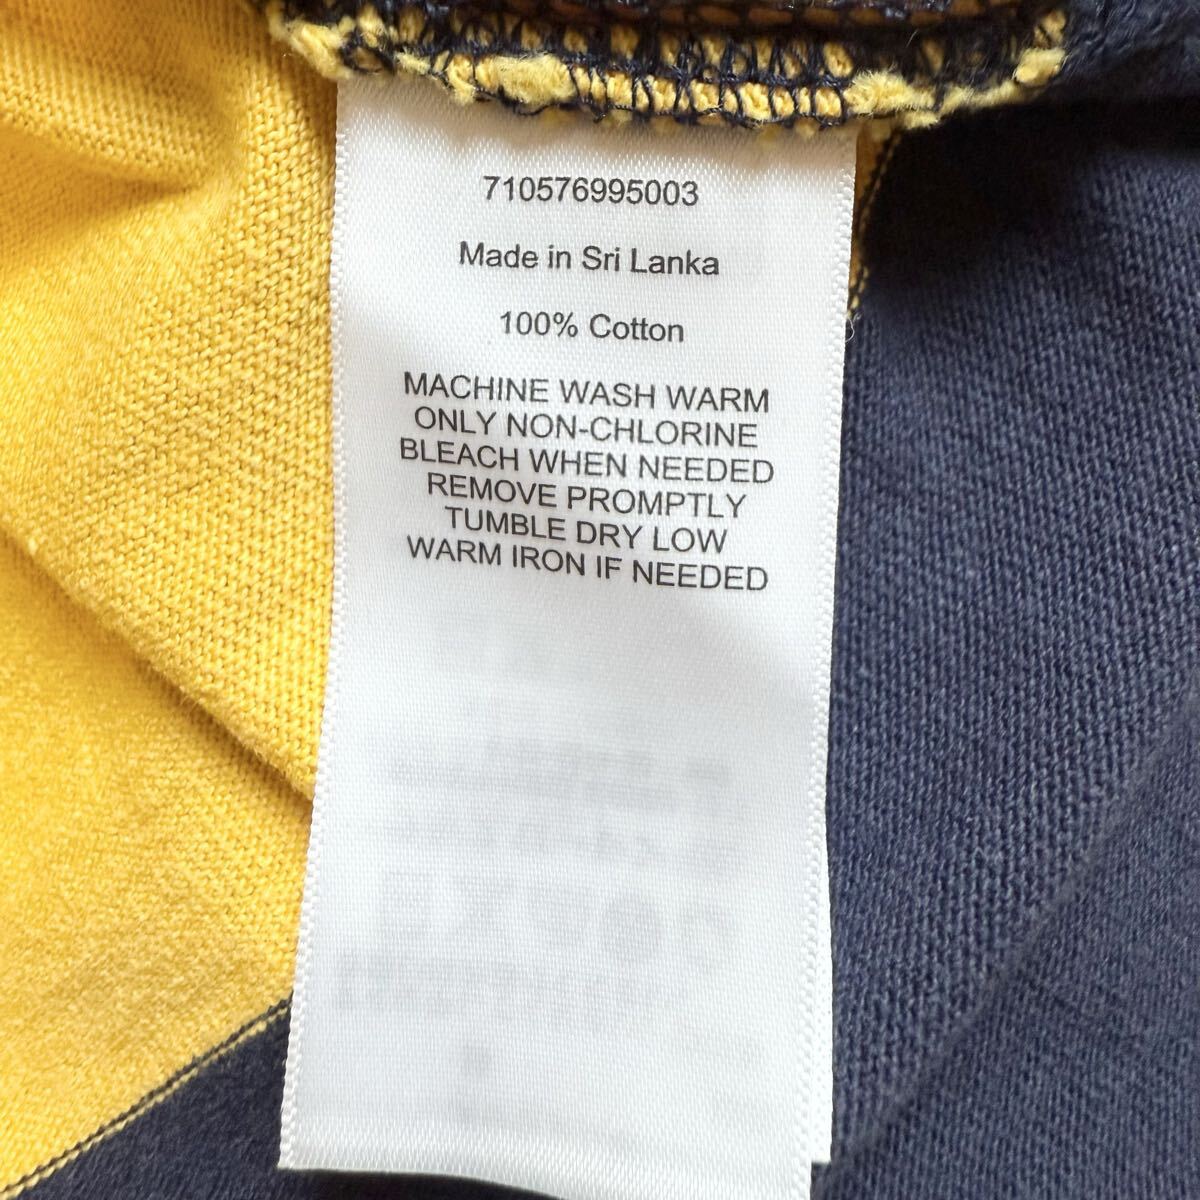 710576995003
Made in Sri Lanka
100% Cotton
MACHINE WASH WARM
ONLY NON-CHLORINE
BLEACH WHEN NEEDED
REMOVE PROMPTLY
TUMBLE DRY LOW
WARM IRON IF NEEDED